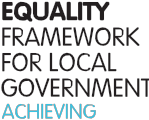 EQUALITY
FRAMEWORK
FOR LOCAL
GOVERNMENT
ACHIEVING